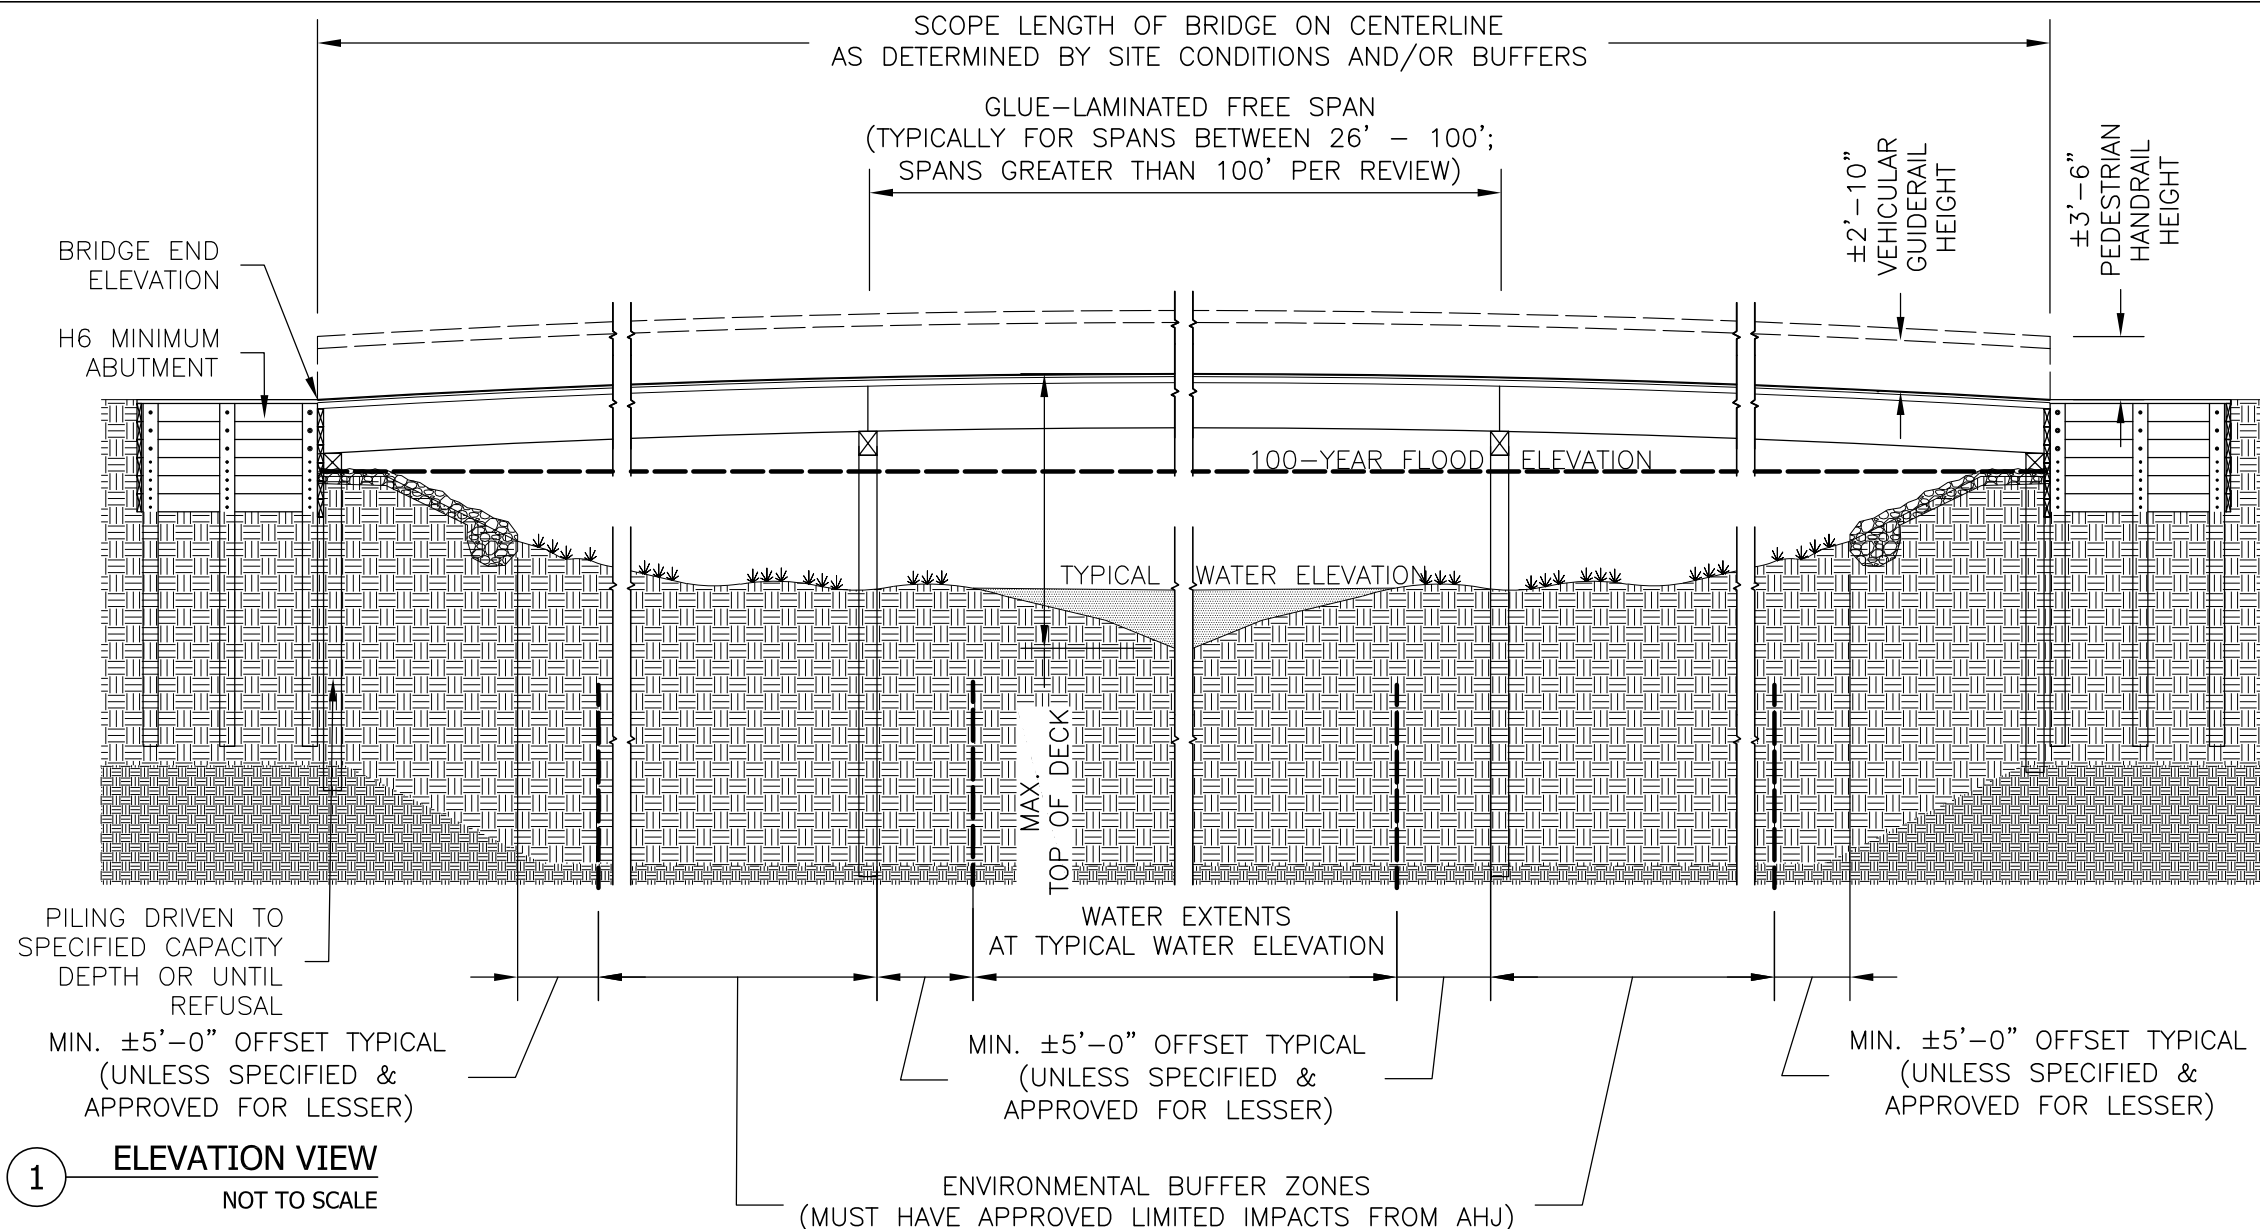 SCOPE LENGTH OF BRIDGE ON CENTERLINE
AS DETERMINED BY SITE CONDITIONS AND/OR BUFFERS
GLUE-LAMINATED FREE SPAN
(TYPICALLY FOR SPANS BETWEEN 26' - 100';
SPANS GREATER THAN 100' PER REVIEW)
±2'-10"
VEHICULAR
GUIDERAIL
HEIGHT
±3'-6"
PEDESTRIAN
HANDRAIL
HEIGHT
BRIDGE END
ELEVATION
H6 MINIMUM
ABUTMENT
100-YEAR FLOOD ELEVATION
TYPICAL WATER ELEVATION
MAX.
TOP OF DECK
PILING DRIVEN TO
SPECIFIED CAPACITY
DEPTH OR UNTIL
REFUSAL
WATER EXTENTS
AT TYPICAL WATER ELEVATION
MIN. ±5'-0" OFFSET TYPICAL
(UNLESS SPECIFIED &
APPROVED FOR LESSER)
MIN. ±5'-0" OFFSET TYPICAL
(UNLESS SPECIFIED &
APPROVED FOR LESSER)
MIN. ±5'-0" OFFSET TYPICAL
(UNLESS SPECIFIED &
APPROVED FOR LESSER)
1 ELEVATION VIEW
NOT TO SCALE
ENVIRONMENTAL BUFFER ZONES
(MUST HAVE APPROVED LIMITED IMPACTS FROM AHJ)